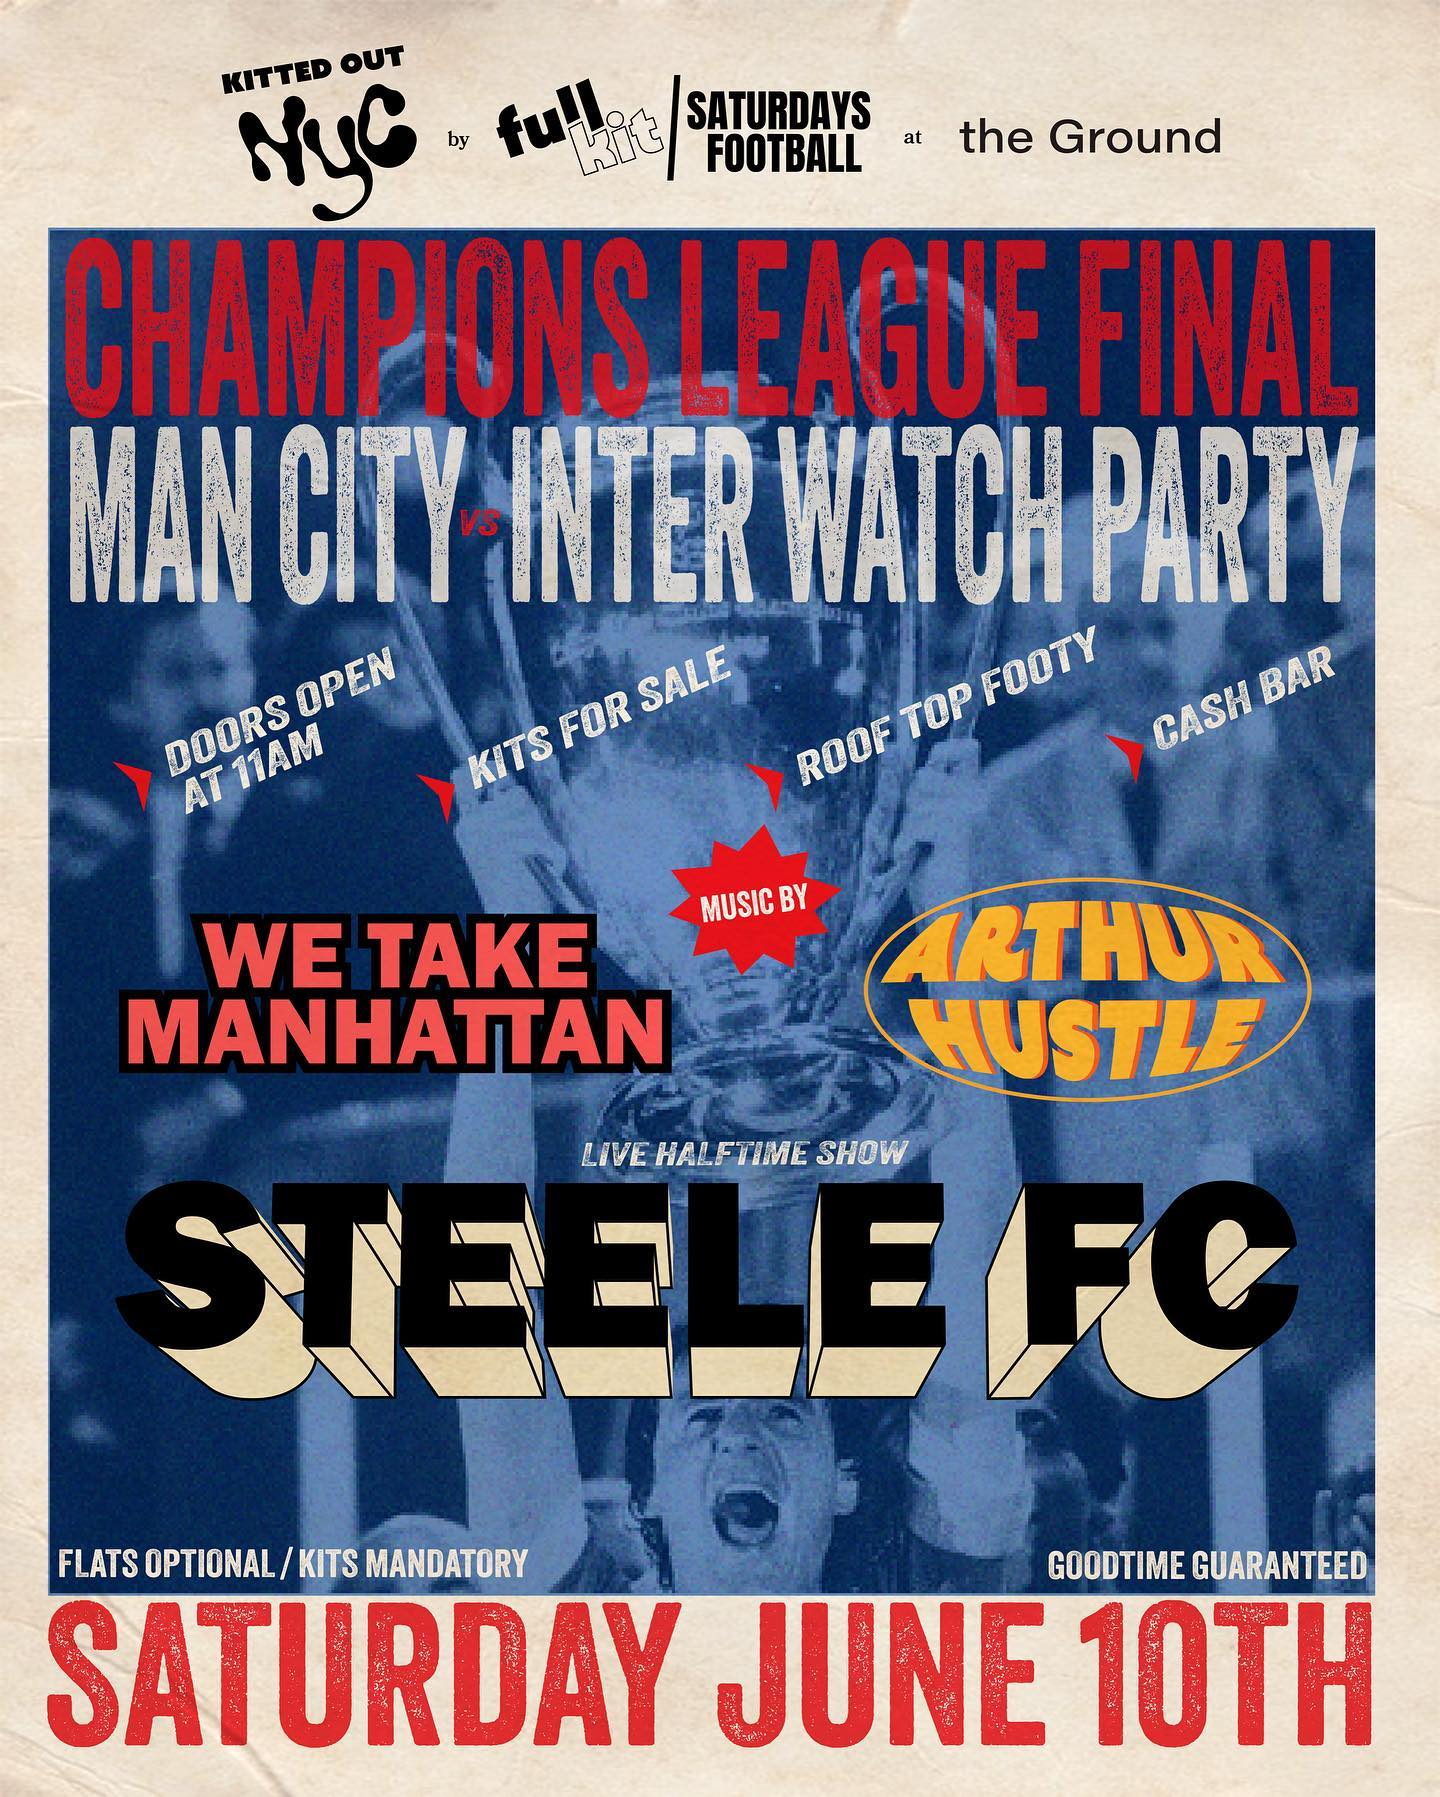 KITTED OUT
NYC
by
full
kit
SATURDAYS
FOOTBALL
at
the Ground
CHAMPIONS LEAGUE FINAL
MAN CITY VS INTER WATCH PARTY
DOORS OPEN
AT 11AM
KITS FOR SALE
ROOF TOP FOOTY
CASH BAR
MUSIC BY
WE TAKE
MANHATTAN
ARTHUR
HUSTLE
LIVE HALFTIME SHOW
STEELE FC
FLATS OPTIONAL / KITS MANDATORY
GOODTIME GUARANTEED
SATURDAY JUNE 10TH